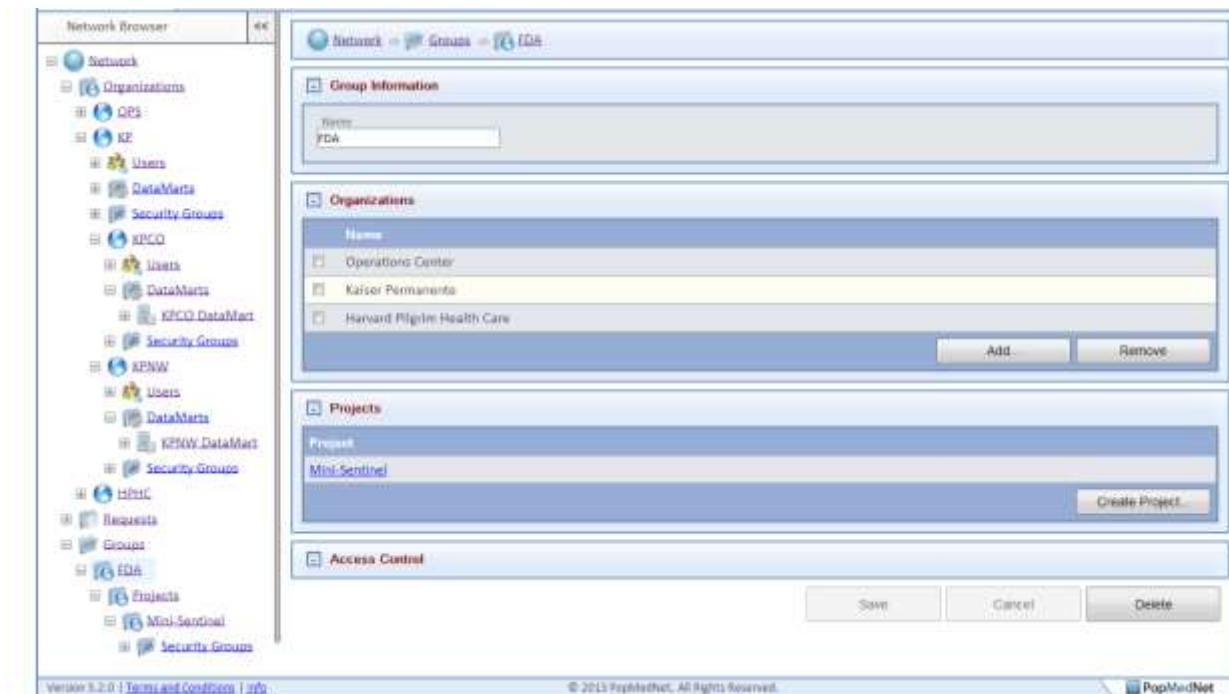 Network Browser <<
Network
Organizations
OPS
KP
Users
DataMarts
Security Groups
KPCO
Users
DataMarts
KPCO DataMart
Security Groups
KPNW
Users
DataMarts
KPNW DataMart
Security Groups
HPHC
Requests
Groups
FDA
Projects
Mini-Sentinel
Security Groups
Network Groups FDA
Group Information
Name
FDA
Organizations
Name
Operations Center
Kaiser Permanente
Harvard Pilgrim Health Care
Add... Remove
Projects
Project
Mini-Sentinel
Create Project...
Access Control
Save Cancel Delete
Version 5.2.0 | Terms and Conditions | Info © 2013 PopMedNet, All Rights Reserved. PopMedNet